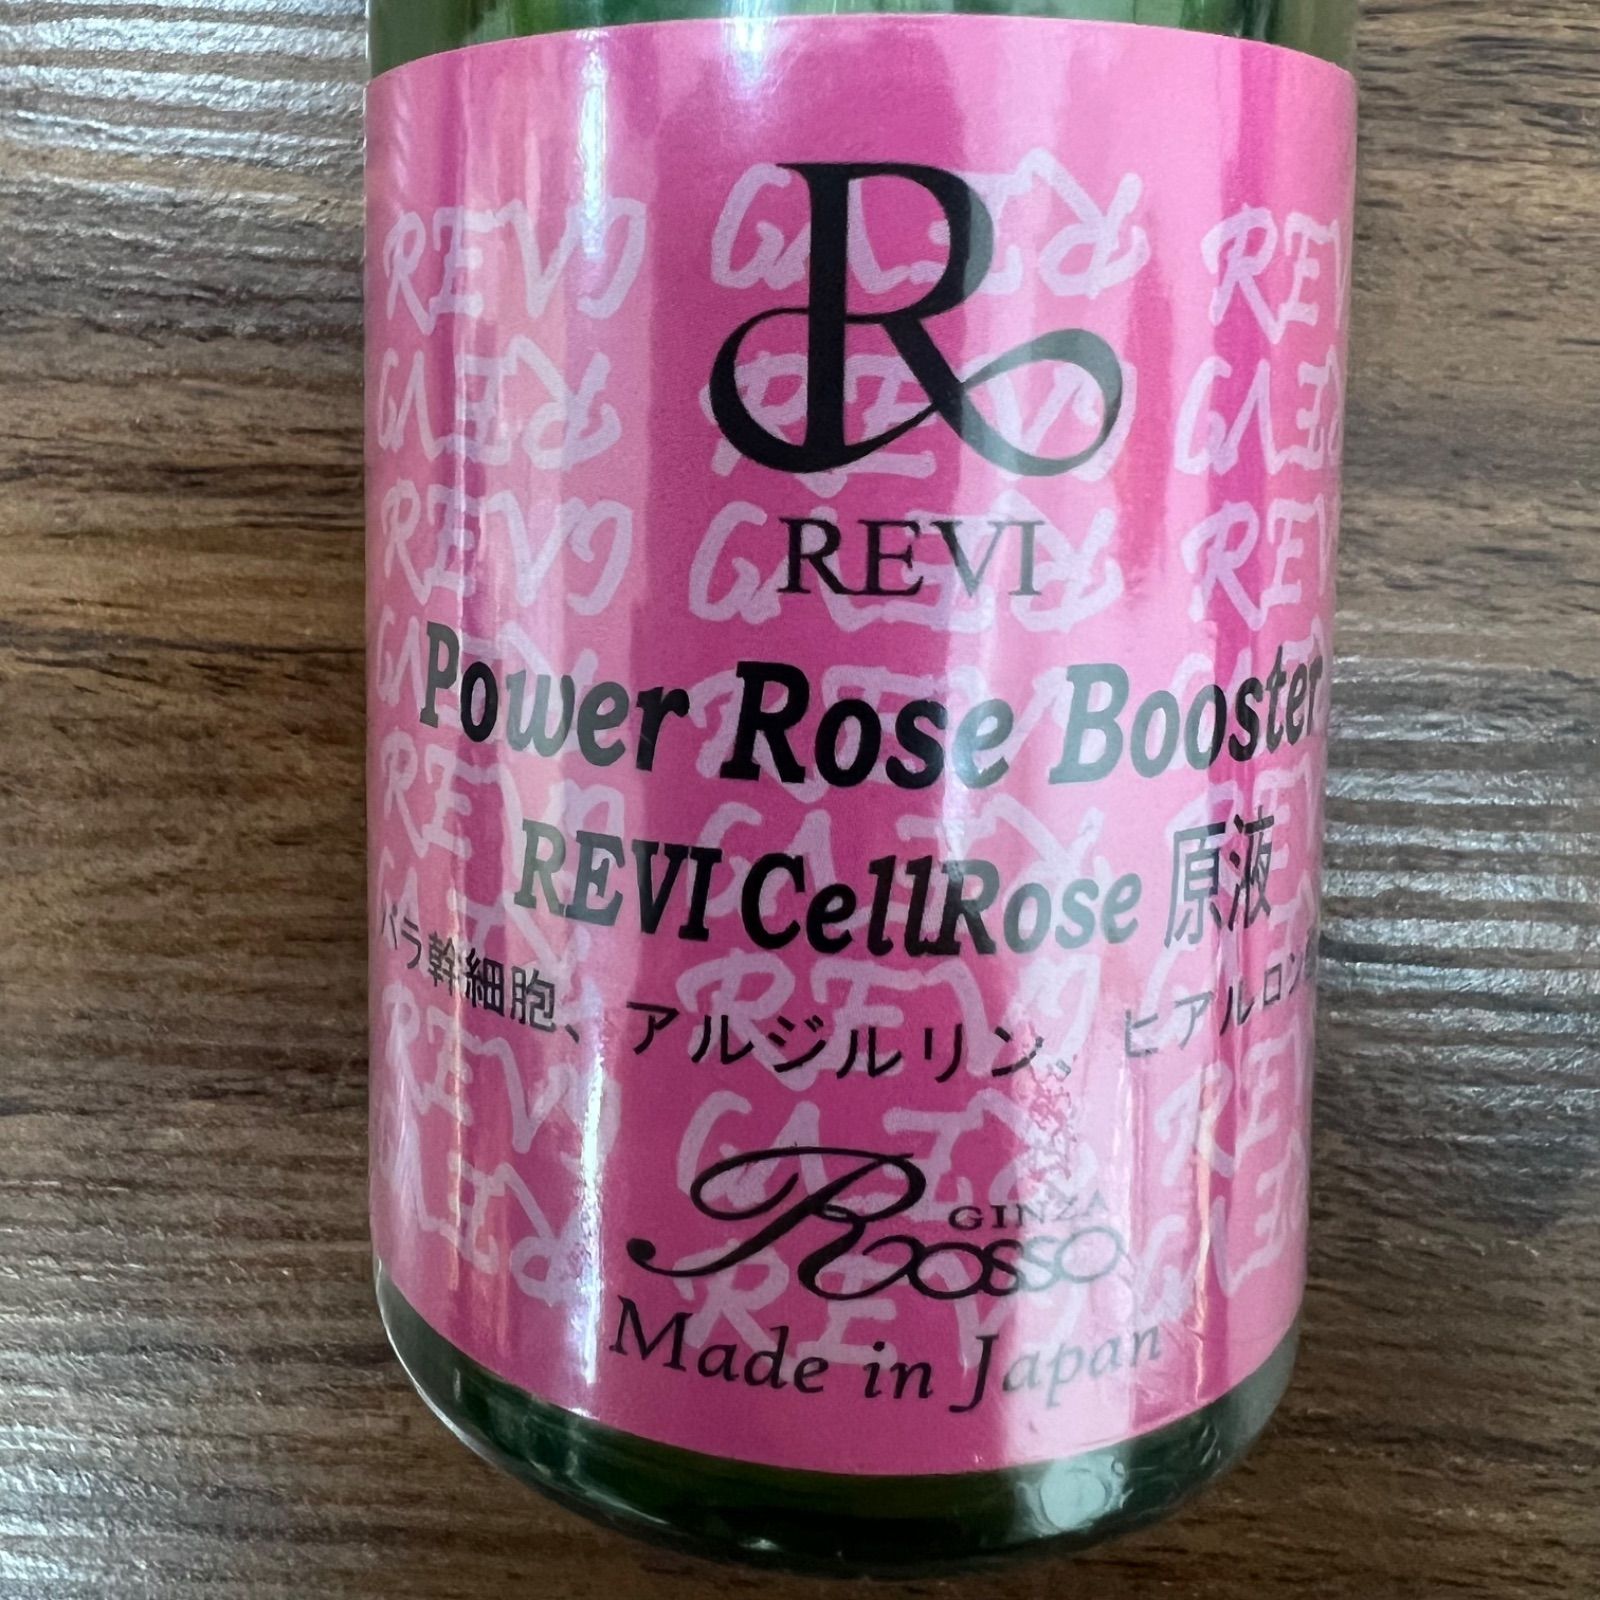 R
REVI
Power Rose Booster
REVI CellRose 原液
バラ幹細胞、アルジルリン、ヒアルロン
GINZA
Rosso
Made in Japan